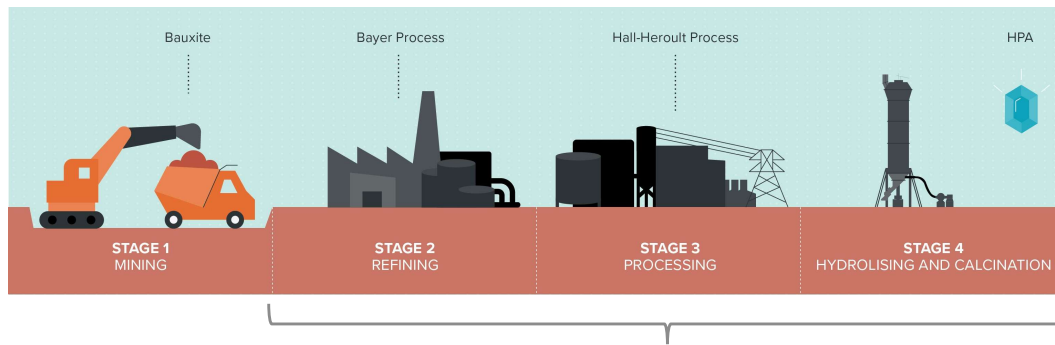 Bauxite
Bayer Process
Hall-Heroult Process
HPA
STAGE 1
MINING
STAGE 2
REFINING
STAGE 3
PROCESSING
STAGE 4
HYDROLISING AND CALCINATION